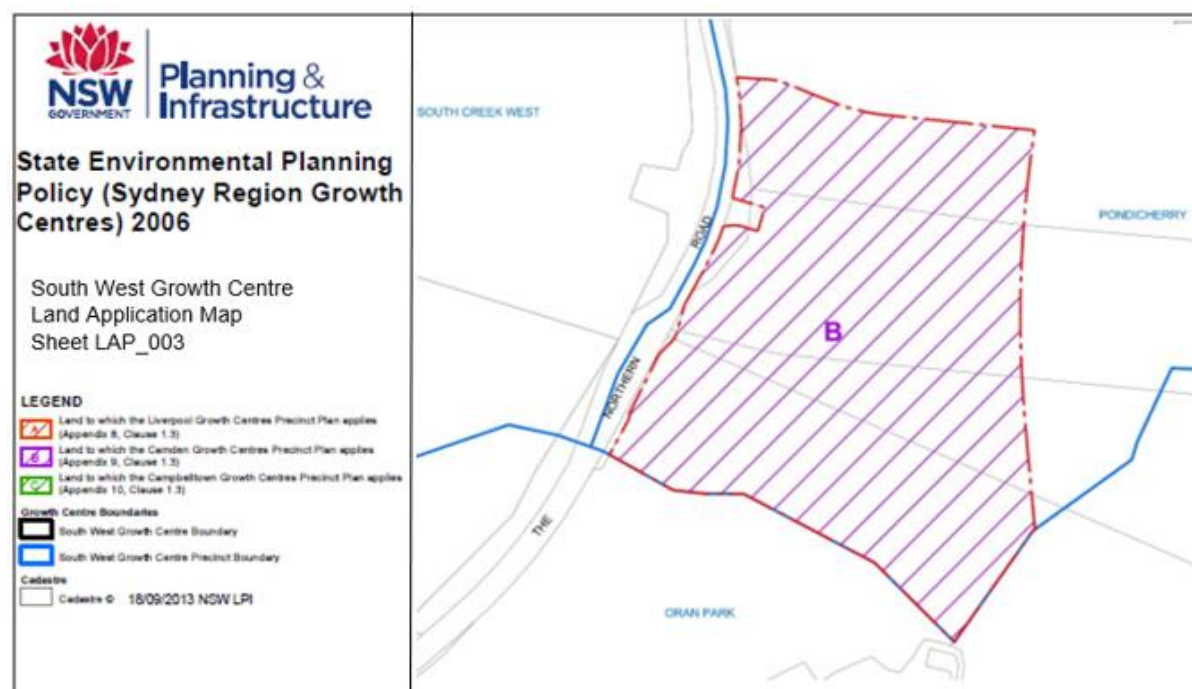 NSW
GOVERNMENT
Planning &
Infrastructure
State Environmental Planning
Policy (Sydney Region Growth
Centres) 2006
South West Growth Centre
Land Application Map
Sheet LAP_003
LEGEND
A
Land to which the Liverpool Growth Centres Precinct Plan applies
(Appendix 8, Clause 1.3)
B
Land to which the Camden Growth Centres Precinct Plan applies
(Appendix 9, Clause 1.3)
C
Land to which the Campbelltown Growth Centres Precinct Plan applies
(Appendix 10, Clause 1.3)
Growth Centre Boundaries
South West Growth Centre Boundary
South West Growth Centre Precinct Boundary
Cadastre
Cadastre © 18/09/2013 NSW LPI
SOUTH CREEK WEST
PONDICHERRY
B
THE
NORTHERN
ROAD
ORAN PARK